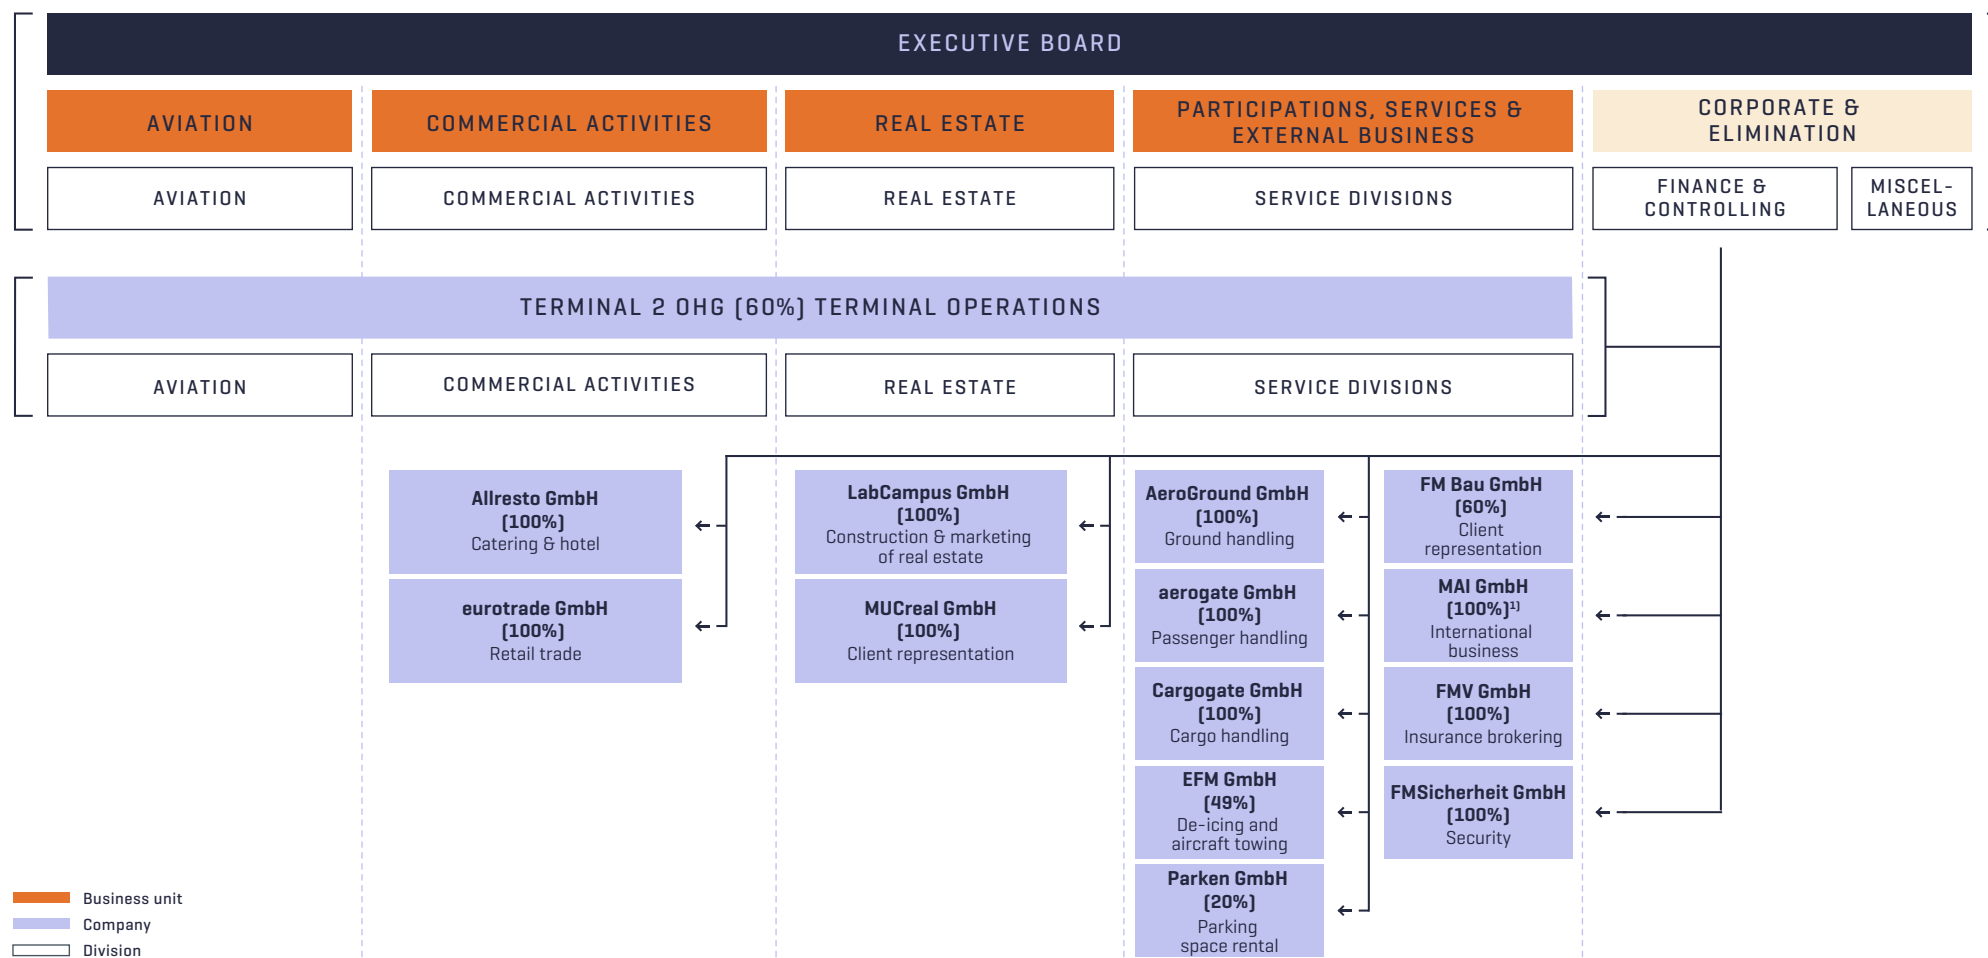 EXECUTIVE BOARD
AVIATION
COMMERCIAL ACTIVITIES
REAL ESTATE
PARTICIPATIONS, SERVICES &
EXTERNAL BUSINESS
CORPORATE &
ELIMINATION
AVIATION
COMMERCIAL ACTIVITIES
REAL ESTATE
SERVICE DIVISIONS
FINANCE &
CONTROLLING
MISCEL-
LANEOUS
TERMINAL 2 OHG (60%) TERMINAL OPERATIONS
AVIATION
COMMERCIAL ACTIVITIES
REAL ESTATE
SERVICE DIVISIONS
Allresto GmbH
(100%)
Catering & hotel
eurotrade GmbH
(100%)
Retail trade
LabCampus GmbH
(100%)
Construction & marketing
of real estate
MUCreal GmbH
(100%)
Client representation
AeroGround GmbH
(100%)
Ground handling
aerogate GmbH
(100%)
Passenger handling
Cargogate GmbH
(100%)
Cargo handling
EFM GmbH
(49%)
De-icing and
aircraft towing
Parken GmbH
(20%)
Parking
space rental
FM Bau GmbH
(60%)
Client
representation
MAI GmbH
(100%)¹⁾
International
business
FMV GmbH
(100%)
Insurance brokering
FMSicherheit GmbH
(100%)
Security
Business unit
Company
Division